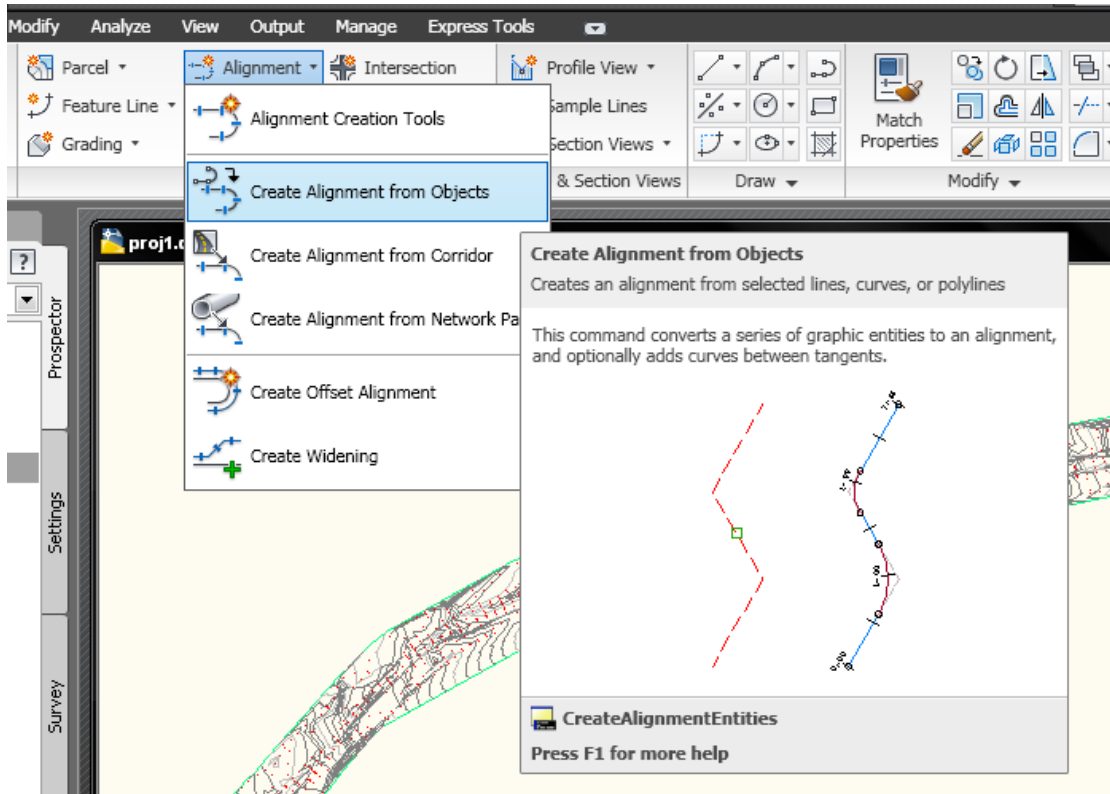 Modify Analyze View Output Manage Express Tools
Parcel Alignment Intersection Profile View
Feature Line Sample Lines
Grading Section Views
Match
Properties
& Section Views Draw Modify
Alignment Creation Tools
Create Alignment from Objects
Create Alignment from Corridor
Create Alignment from Network Pa
Create Offset Alignment
Create Widening
proj1.
?
Prospector
Settings
Survey
Create Alignment from Objects
Creates an alignment from selected lines, curves, or polylines
This command converts a series of graphic entities to an alignment,
and optionally adds curves between tangents.
CreateAlignmentEntities
Press F1 for more help